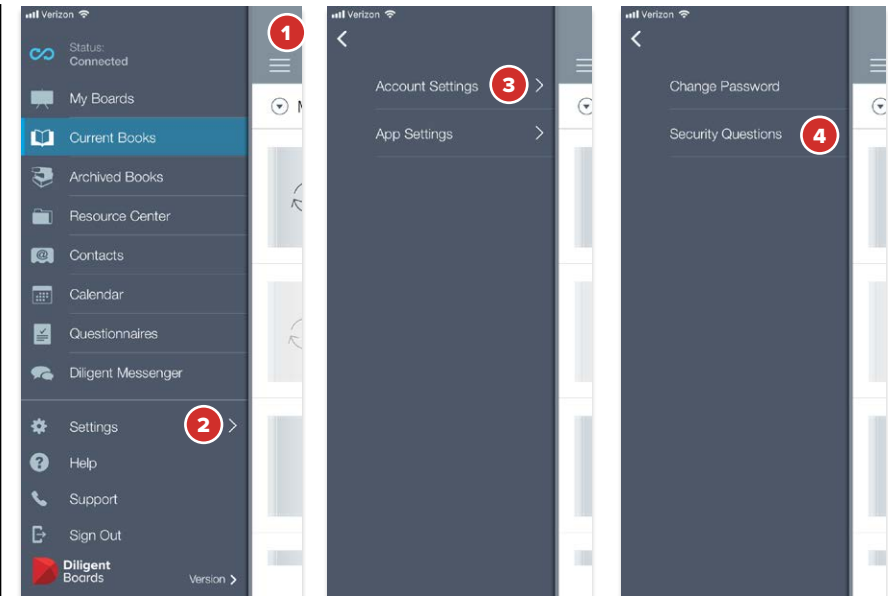 Verizon
1
Status:
Connected
My Boards
Current Books
Archived Books
Resource Center
Contacts
Calendar
Questionnaires
Diligent Messenger
Settings
2
Help
Support
Sign Out
Diligent
Boards
Version
Verizon
Account Settings
3
App Settings
Verizon
Change Password
Security Questions
4